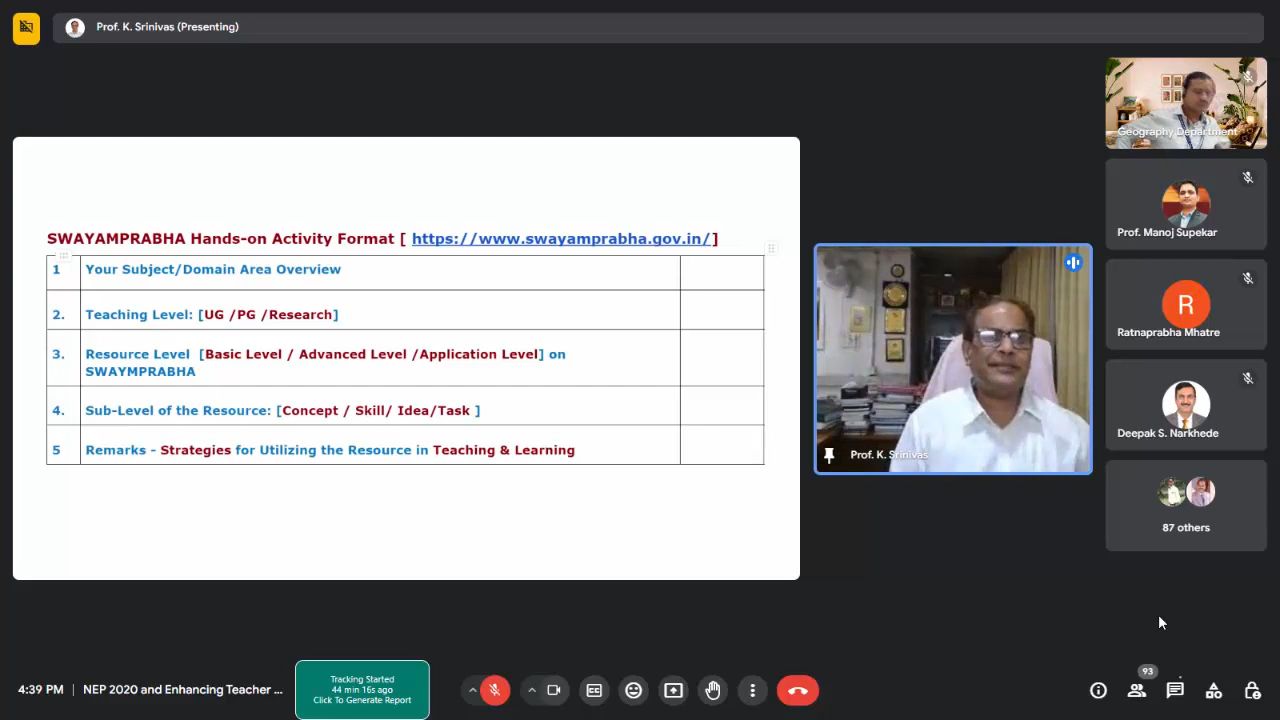 Prof. K. Srinivas (Presenting)
SWAYAMPRABHA Hands-on Activity Format [ https://www.swayamprabha.gov.in/]
1 Your Subject/Domain Area Overview
2. Teaching Level: [UG /PG /Research]
3. Resource Level [Basic Level / Advanced Level /Application Level] on
SWAYMPRABHA
4. Sub-Level of the Resource: [Concept / Skill/ Idea/Task ]
5 Remarks – Strategies for Utilizing the Resource in Teaching & Learning
Prof. K. Srinivas
Geography Department
Prof. Manoj Supekar
R
Ratnaprabha Mhatre
Deepak S. Narkhede
87 others
4:39 PM | NEP 2020 and Enhancing Teacher ...
Tracking Started
44 min 16s ago
Click To Generate Report
93